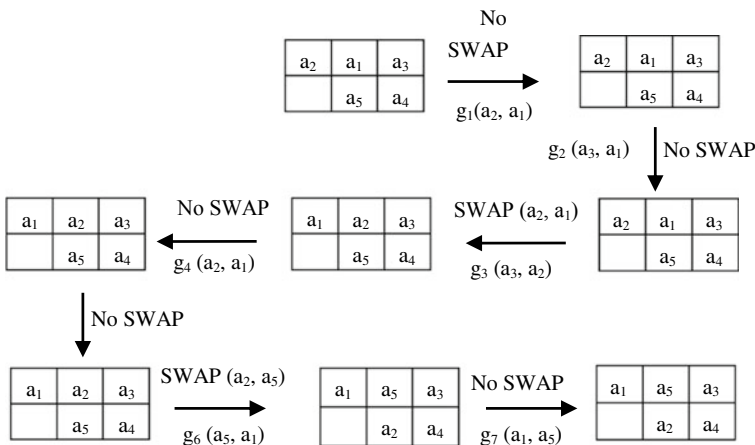 No
SWAP
a₂ a₁ a₃
a₅ a₄
g₁(a₂, a₁)
a₂ a₁ a₃
a₅ a₄
g₂ (a₃, a₁) No SWAP
a₁ a₂ a₃
a₅ a₄
No SWAP
g₄ (a₂, a₁)
a₁ a₂ a₃
a₅ a₄
SWAP (a₂, a₁)
g₃ (a₃, a₂)
a₂ a₁ a₃
a₅ a₄
No SWAP
a₁ a₂ a₃
a₅ a₄
SWAP (a₂, a₅)
g₆ (a₅, a₁)
a₁ a₅ a₃
a₂ a₄
No SWAP
g₇ (a₁, a₅)
a₁ a₅ a₃
a₂ a₄